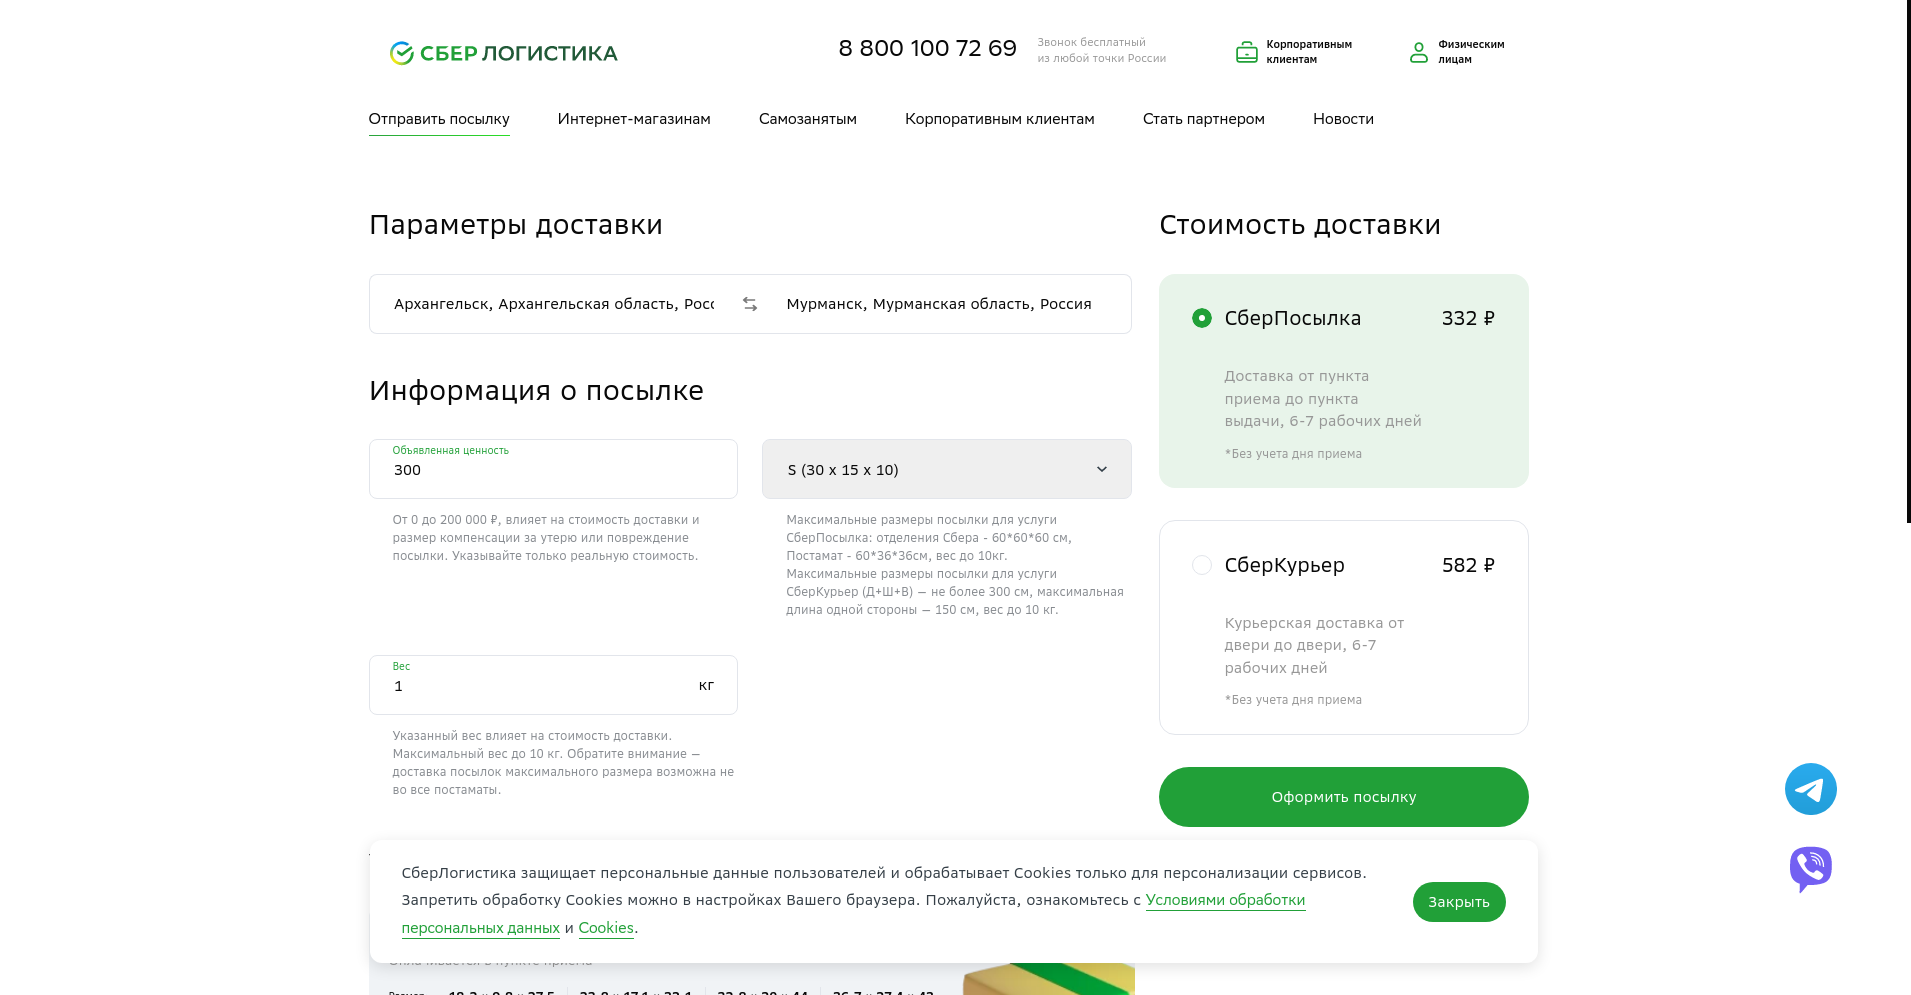 СБЕР ЛОГИСТИКА
8 800 100 72 69
Звонок бесплатный
из любой точки России
Корпоративным
клиентам
Физическим
лицам
Отправить посылку
Интернет-магазинам
Самозанятым
Корпоративным клиентам
Стать партнером
Новости
Параметры доставки
Архангельск, Архангельская область, Росс
Мурманск, Мурманская область, Россия
Информация о посылке
Объявленная ценность
300
От 0 до 200 000 ₽, влияет на стоимость доставки и
размер компенсации за утерю или повреждение
посылки. Указывайте только реальную стоимость.
S (30 x 15 x 10)
Максимальные размеры посылки для услуги
СберПосылка: отделения Сбера - 60*60*60 см,
Постамат - 60*36*36см, вес до 10кг.
Максимальные размеры посылки для услуги
СберКурьер (Д+Ш+В) — не более 300 см, максимальная
длина одной стороны — 150 см, вес до 10 кг.
Вес
1 кг
Указанный вес влияет на стоимость доставки.
Максимальный вес до 10 кг. Обратите внимание —
доставка посылок максимального размера возможна не
во все постаматы.
Стоимость доставки
СберПосылка 332 ₽
Доставка от пункта
приема до пункта
выдачи, 6-7 рабочих дней
*Без учета дня приема
СберКурьер 582 ₽
Курьерская доставка от
двери до двери, 6-7
рабочих дней
*Без учета дня приема
Оформить посылку
СберЛогистика защищает персональные данные пользователей и обрабатывает Cookies только для персонализации сервисов.
Запретить обработку Cookies можно в настройках Вашего браузера. Пожалуйста, ознакомьтесь с Условиями обработки
персональных данных и Cookies.
Закрыть